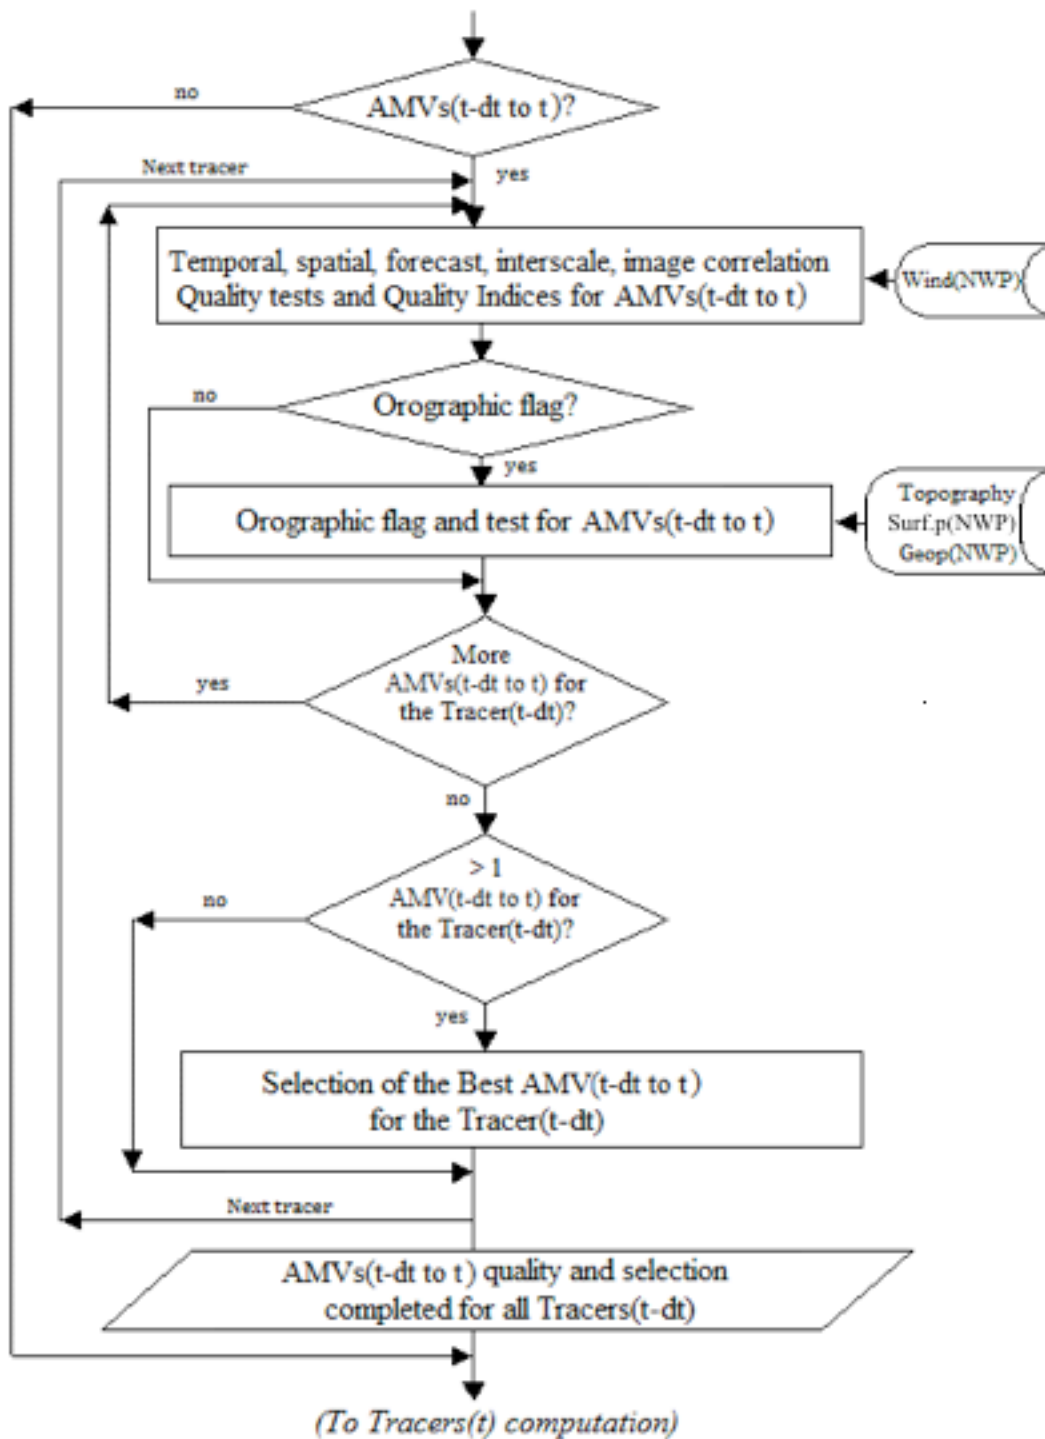 AMVs(t-dt to t)?
no
yes
Next tracer
Temporal, spatial, forecast, interscale, image correlation
Quality tests and Quality Indices for AMVs(t-dt to t)
Wind(NWP)
Orographic flag?
no
yes
Orographic flag and test for AMVs(t-dt to t)
Topography
Surf.p(NWP)
Geop(NWP)
More
AMVs(t-dt to t) for
the Tracer(t-dt)?
yes
no
> 1
AMV(t-dt to t) for
the Tracer(t-dt)?
no
yes
Selection of the Best AMV(t-dt to t)
for the Tracer(t-dt)
Next tracer
AMVs(t-dt to t) quality and selection
completed for all Tracers(t-dt)
(To Tracers(t) computation)